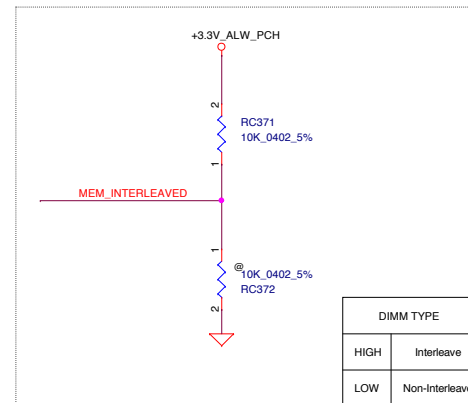 +3.3V_ALW_PCH
2
RC371
10K_0402_5%
1
MEM_INTERLEAVED
1
@
10K_0402_5%
RC372
2
DIMM TYPE
HIGH Interleave
LOW Non-Interleave